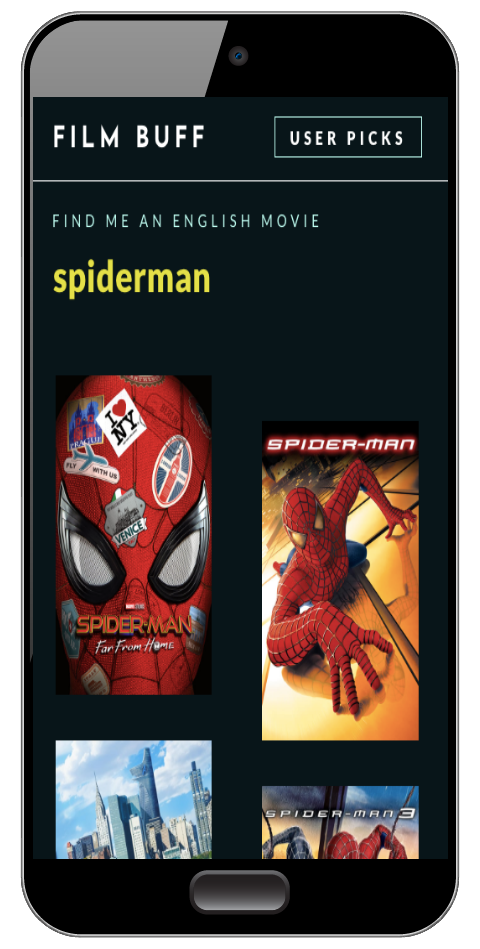 FILM BUFF
USER PICKS
FIND ME AN ENGLISH MOVIE
spiderman
I NY
FLY WITH US
VENICE
SPIDER-MAN
Far From Home
SPIDER-MAN
SPIDER-MAN 3